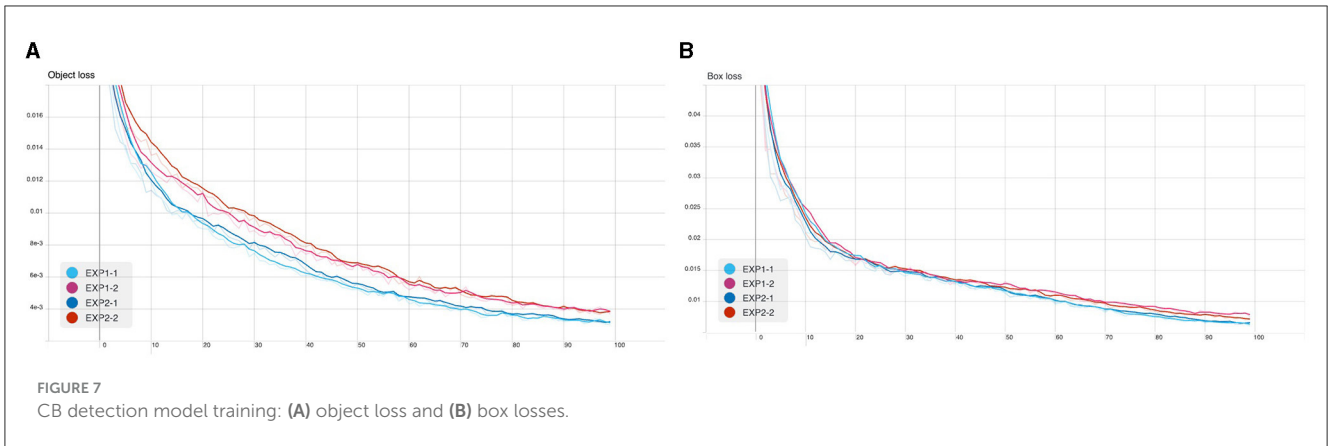 A
Object loss
0.016
0.014
0.012
0.01
8e-3
6e-3
4e-3
EXP1-1
EXP1-2
EXP2-1
EXP2-2
0 10 20 30 40 50 60 70 80 90 100
B
Box loss
0.04
0.035
0.03
0.025
0.02
0.015
0.01
EXP1-1
EXP1-2
EXP2-1
EXP2-2
0 10 20 30 40 50 60 70 80 90 100
FIGURE 7
CB detection model training: (A) object loss and (B) box losses.